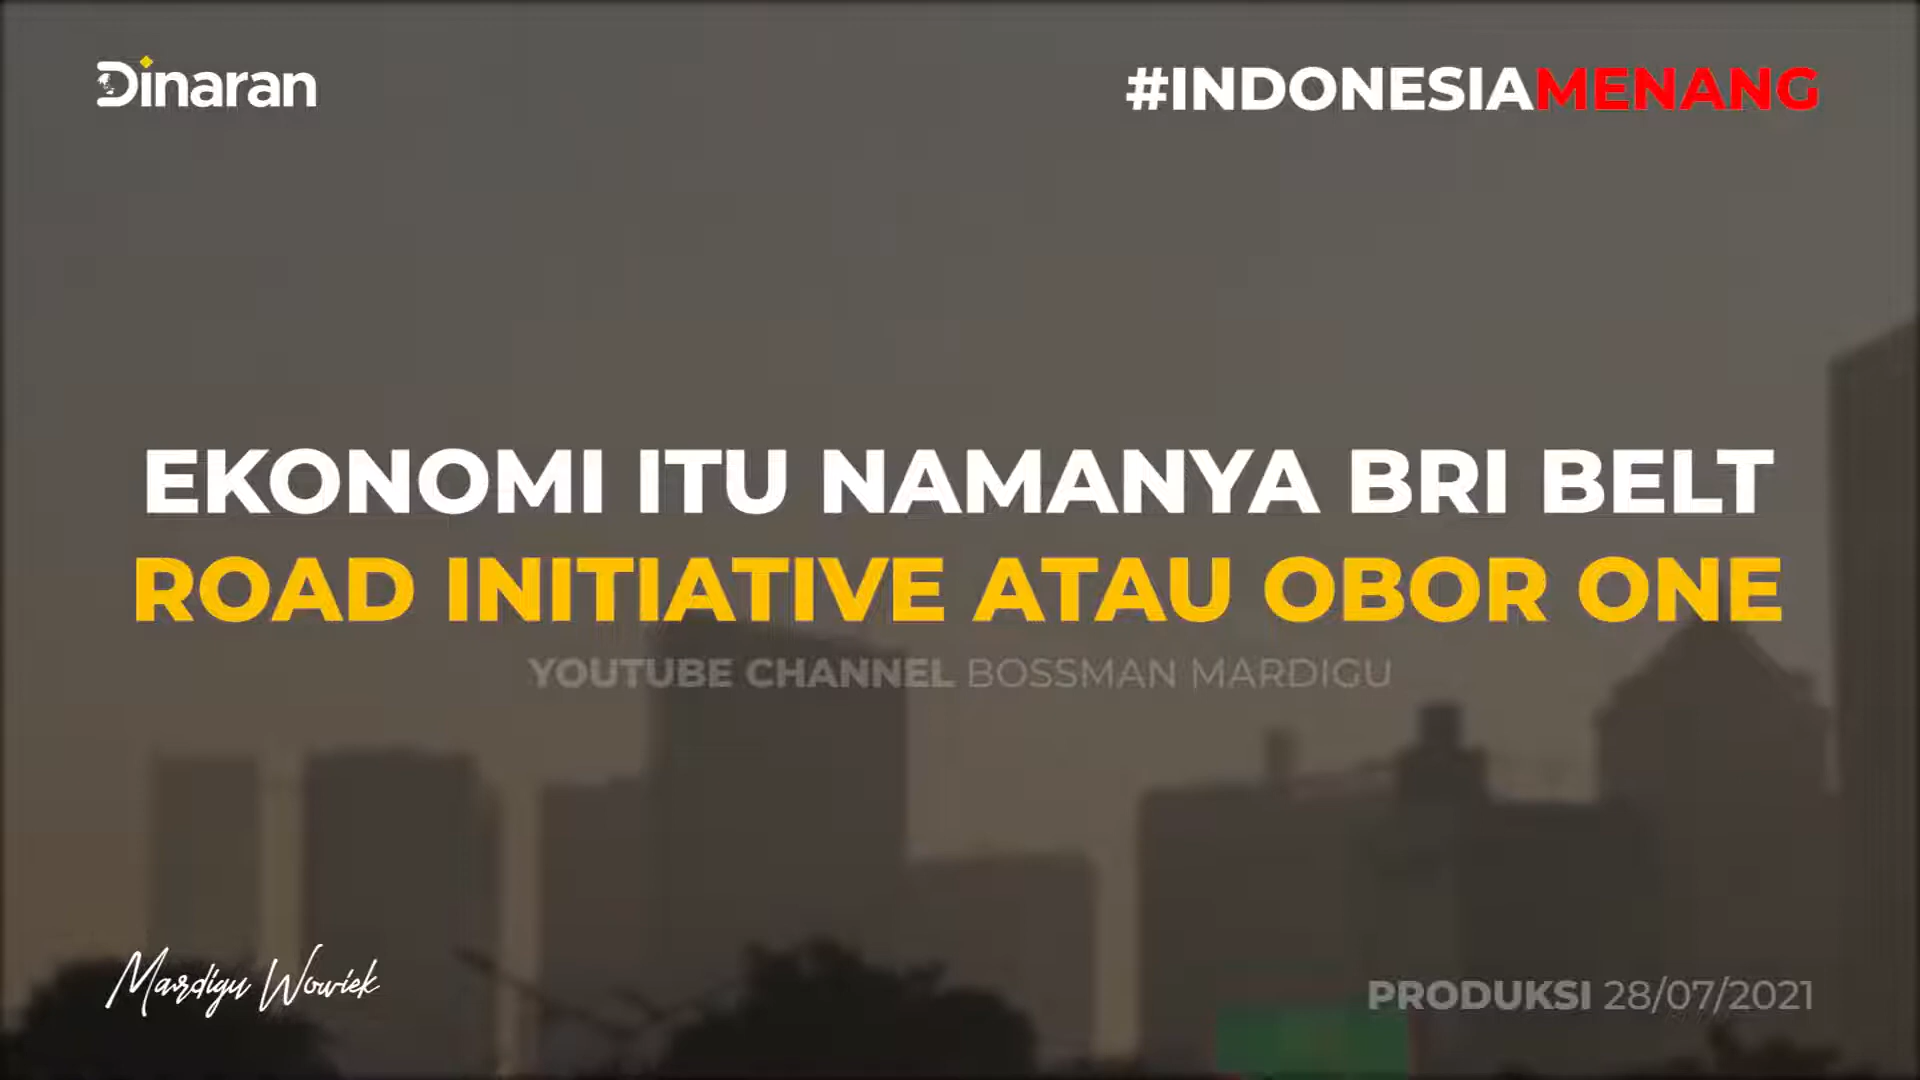 Dinaran
#INDONESIAMENANG
EKONOMI ITU NAMANYA BRI BELT
ROAD INITIATIVE ATAU OBOR ONE
YOUTUBE CHANNEL BOSSMAN MARDIGU
Mardigu Wowiek
PRODUKSI 28/07/2021